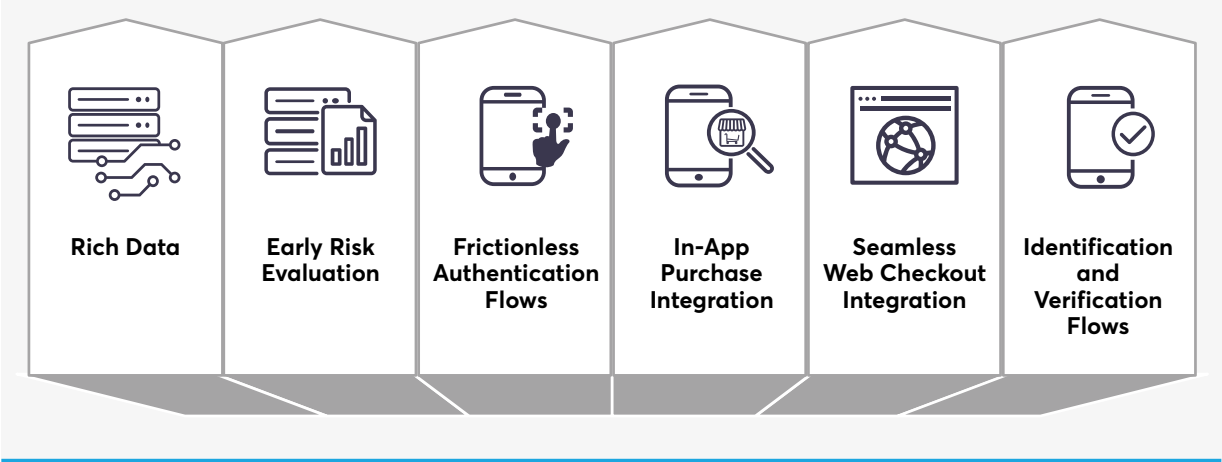 Rich Data
Early Risk
Evaluation
Frictionless
Authentication
Flows
In-App
Purchase
Integration
Seamless
Web Checkout
Integration
Identification
and
Verification
Flows